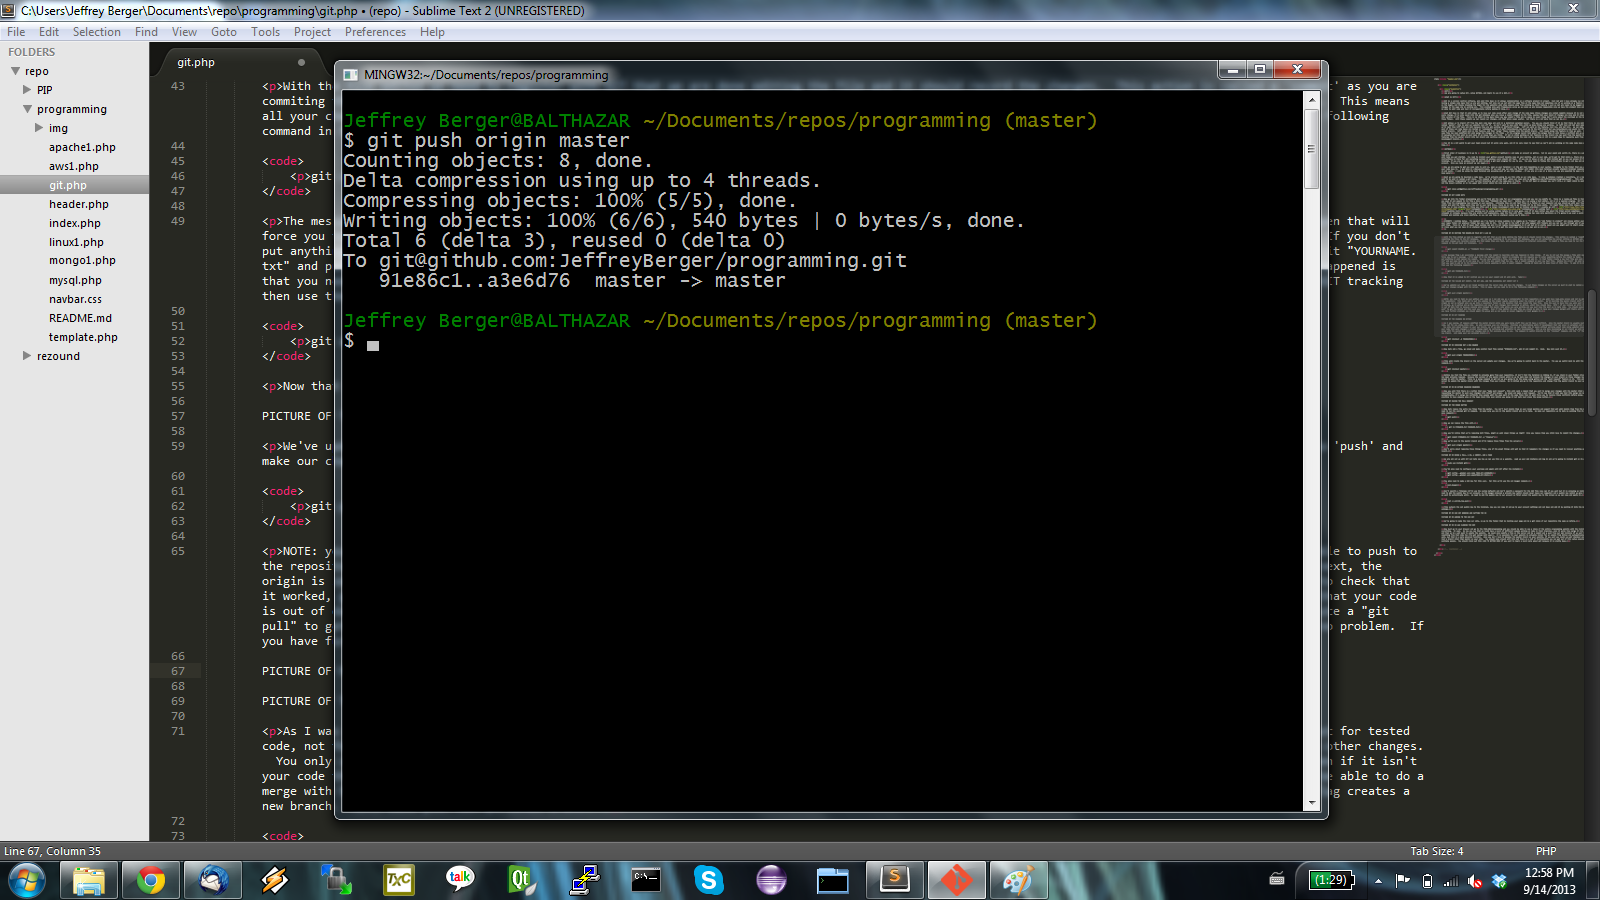 C:\Users\Jeffrey Berger\Documents\repo\programming\git.php • (repo) - Sublime Text 2 (UNREGISTERED)
File Edit Selection Find View Goto Tools Project Preferences Help
FOLDERS
repo
PIP
programming
img
apache1.php
aws1.php
git.php
header.php
index.php
linux1.php
mongo1.php
mysql.php
navbar.css
README.md
template.php
rezound
git.php
43 <p>With th ' as you are
commiting This means
all your c following
command in
44
45 <code>
46 <p>git
47 </code>
48
49 <p>The mes en that will
force you If you don't
put anythi t "YOURNAME.
txt" and p appened is
that you n IT tracking
then use t
50
51 <code>
52 <p>git
53 </code>
54
55 <p>Now tha
56
57 PICTURE OF
58
59 <p>We've u 'push' and
make our c
60
61 <code>
62 <p>git
63 </code>
64
65 <p>NOTE: y le to push to
the reposi ext, the
origin is o check that
it worked, at your code
is out of e a "git
pull" to g o problem. If
you have f
66
67 PICTURE OF
68
69 PICTURE OF
70
71 <p>As I wa t for tested
code, not other changes.
You only n if it isn't
your code e able to do a
merge with ng creates a
new branch
72
73 <code>
MINGW32:~/Documents/repos/programming
Jeffrey Berger@BALTHAZAR ~/Documents/repos/programming (master)
$ git push origin master
Counting objects: 8, done.
Delta compression using up to 4 threads.
Compressing objects: 100% (5/5), done.
Writing objects: 100% (6/6), 540 bytes | 0 bytes/s, done.
Total 6 (delta 3), reused 0 (delta 0)
To git@github.com:JeffreyBerger/programming.git
91e86c1..a3e6d76 master -> master
Jeffrey Berger@BALTHAZAR ~/Documents/repos/programming (master)
$
Line 67, Column 35 Tab Size: 4 PHP
TXC
talk
Qt
C:\_
(1:29)
12:58 PM
9/14/2013